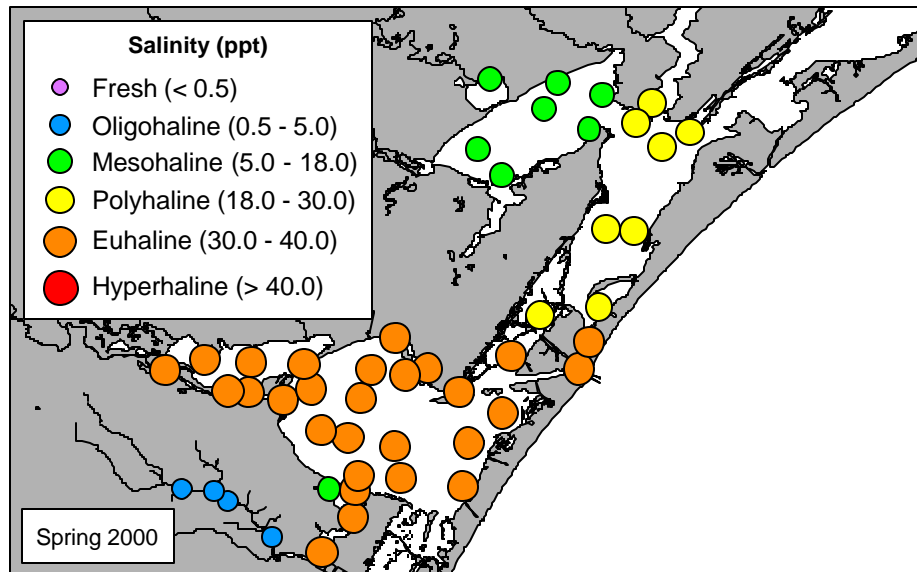 Salinity (ppt)
Fresh (< 0.5)
Oligohaline (0.5 - 5.0)
Mesohaline (5.0 - 18.0)
Polyhaline (18.0 - 30.0)
Euhaline (30.0 - 40.0)
Hyperhaline (> 40.0)
Spring 2000